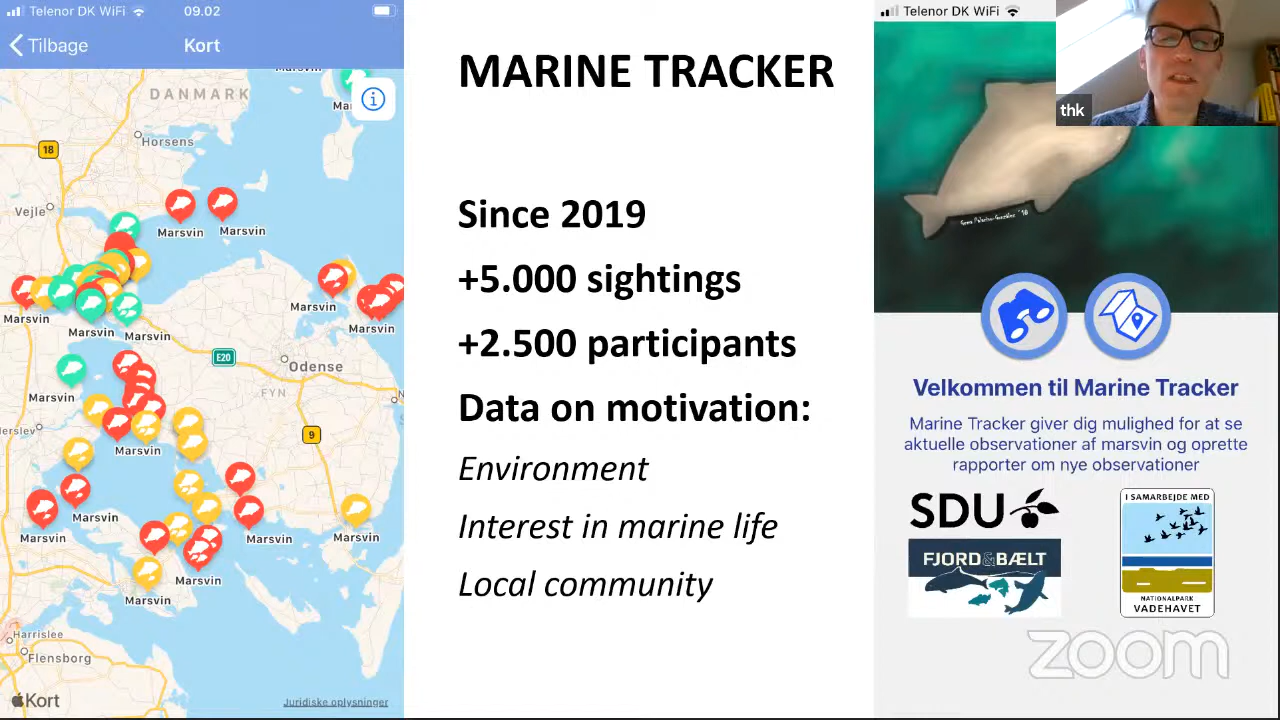 Telenor DK WiFi
09.02
Tilbage
Kort
DANMARK
Horsens
18
Vejle
Marsvin
Marsvin
Marsvin
Marsvin
Marsvin
Marsvin
Marsvin
E20
Odense
FYN
Marsvin
9
Marsvin
Marsvin
Marsvin
Marsvin
Marsvin
Marsvin
Marsvin
Harrislee
Flensborg
Kort
Juridiske oplysninger
MARINE TRACKER
Since 2019
+5.000 sightings
+2.500 participants
Data on motivation:
Environment
Interest in marine life
Local community
Telenor DK WiFi
thk
Velkommen til Marine Tracker
Marine Tracker giver dig mulighed for at se
aktuelle observationer af marsvin og oprette
rapporter om nye observationer
SDU
FJORD&BÆLT
I SAMARBEJDE MED
NATIONALPARK
VADEHAVET
zoom